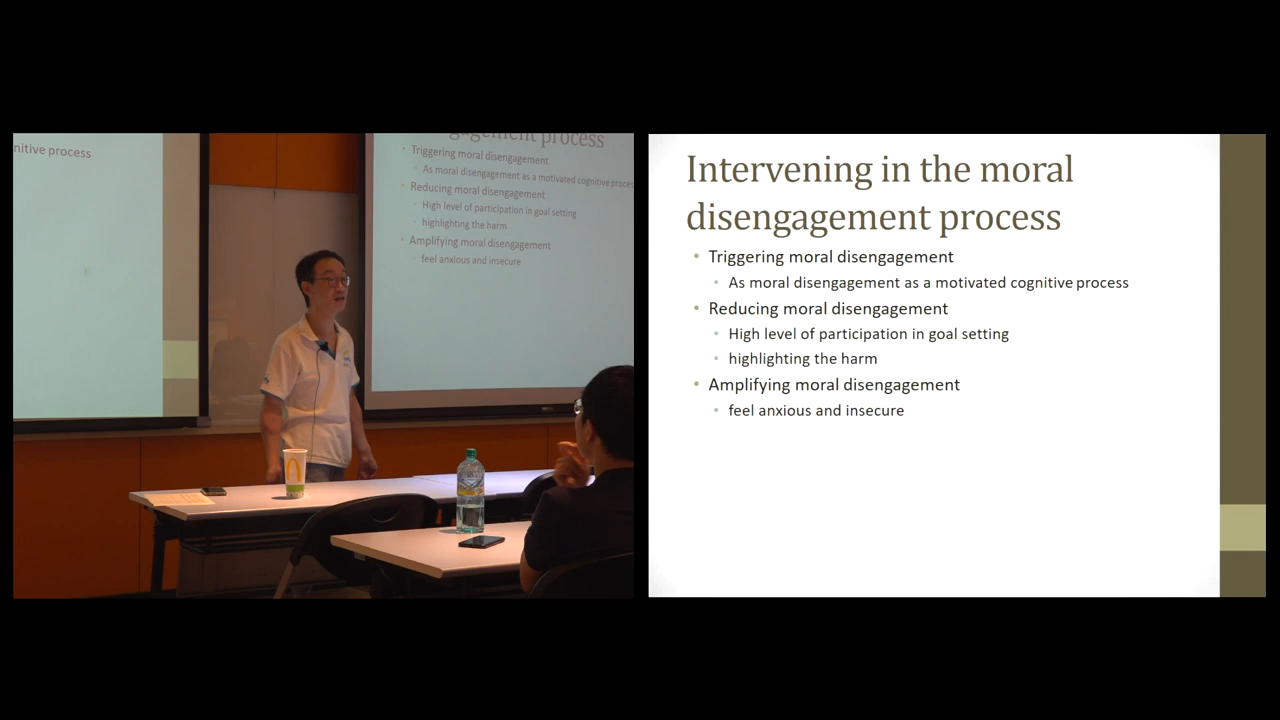 nitive process
gagement process
Triggering moral disengagement
As moral disengagement as a motivated cognitive proces
Reducing moral disengagement
High level of participation in goal setting
highlighting the harm
Amplifying moral disengagement
feel anxious and insecure
Intervening in the moral
disengagement process
Triggering moral disengagement
As moral disengagement as a motivated cognitive process
Reducing moral disengagement
High level of participation in goal setting
highlighting the harm
Amplifying moral disengagement
feel anxious and insecure